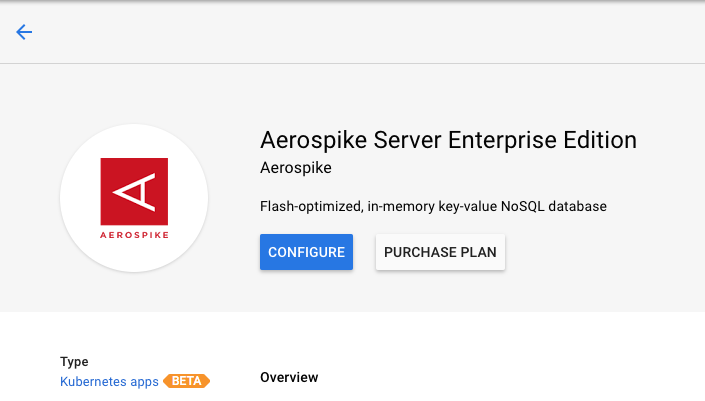 Aerospike Server Enterprise Edition
Aerospike
AEROSPIKE
Flash-optimized, in-memory key-value NoSQL database
CONFIGURE PURCHASE PLAN
Type
Kubernetes apps BETA
Overview